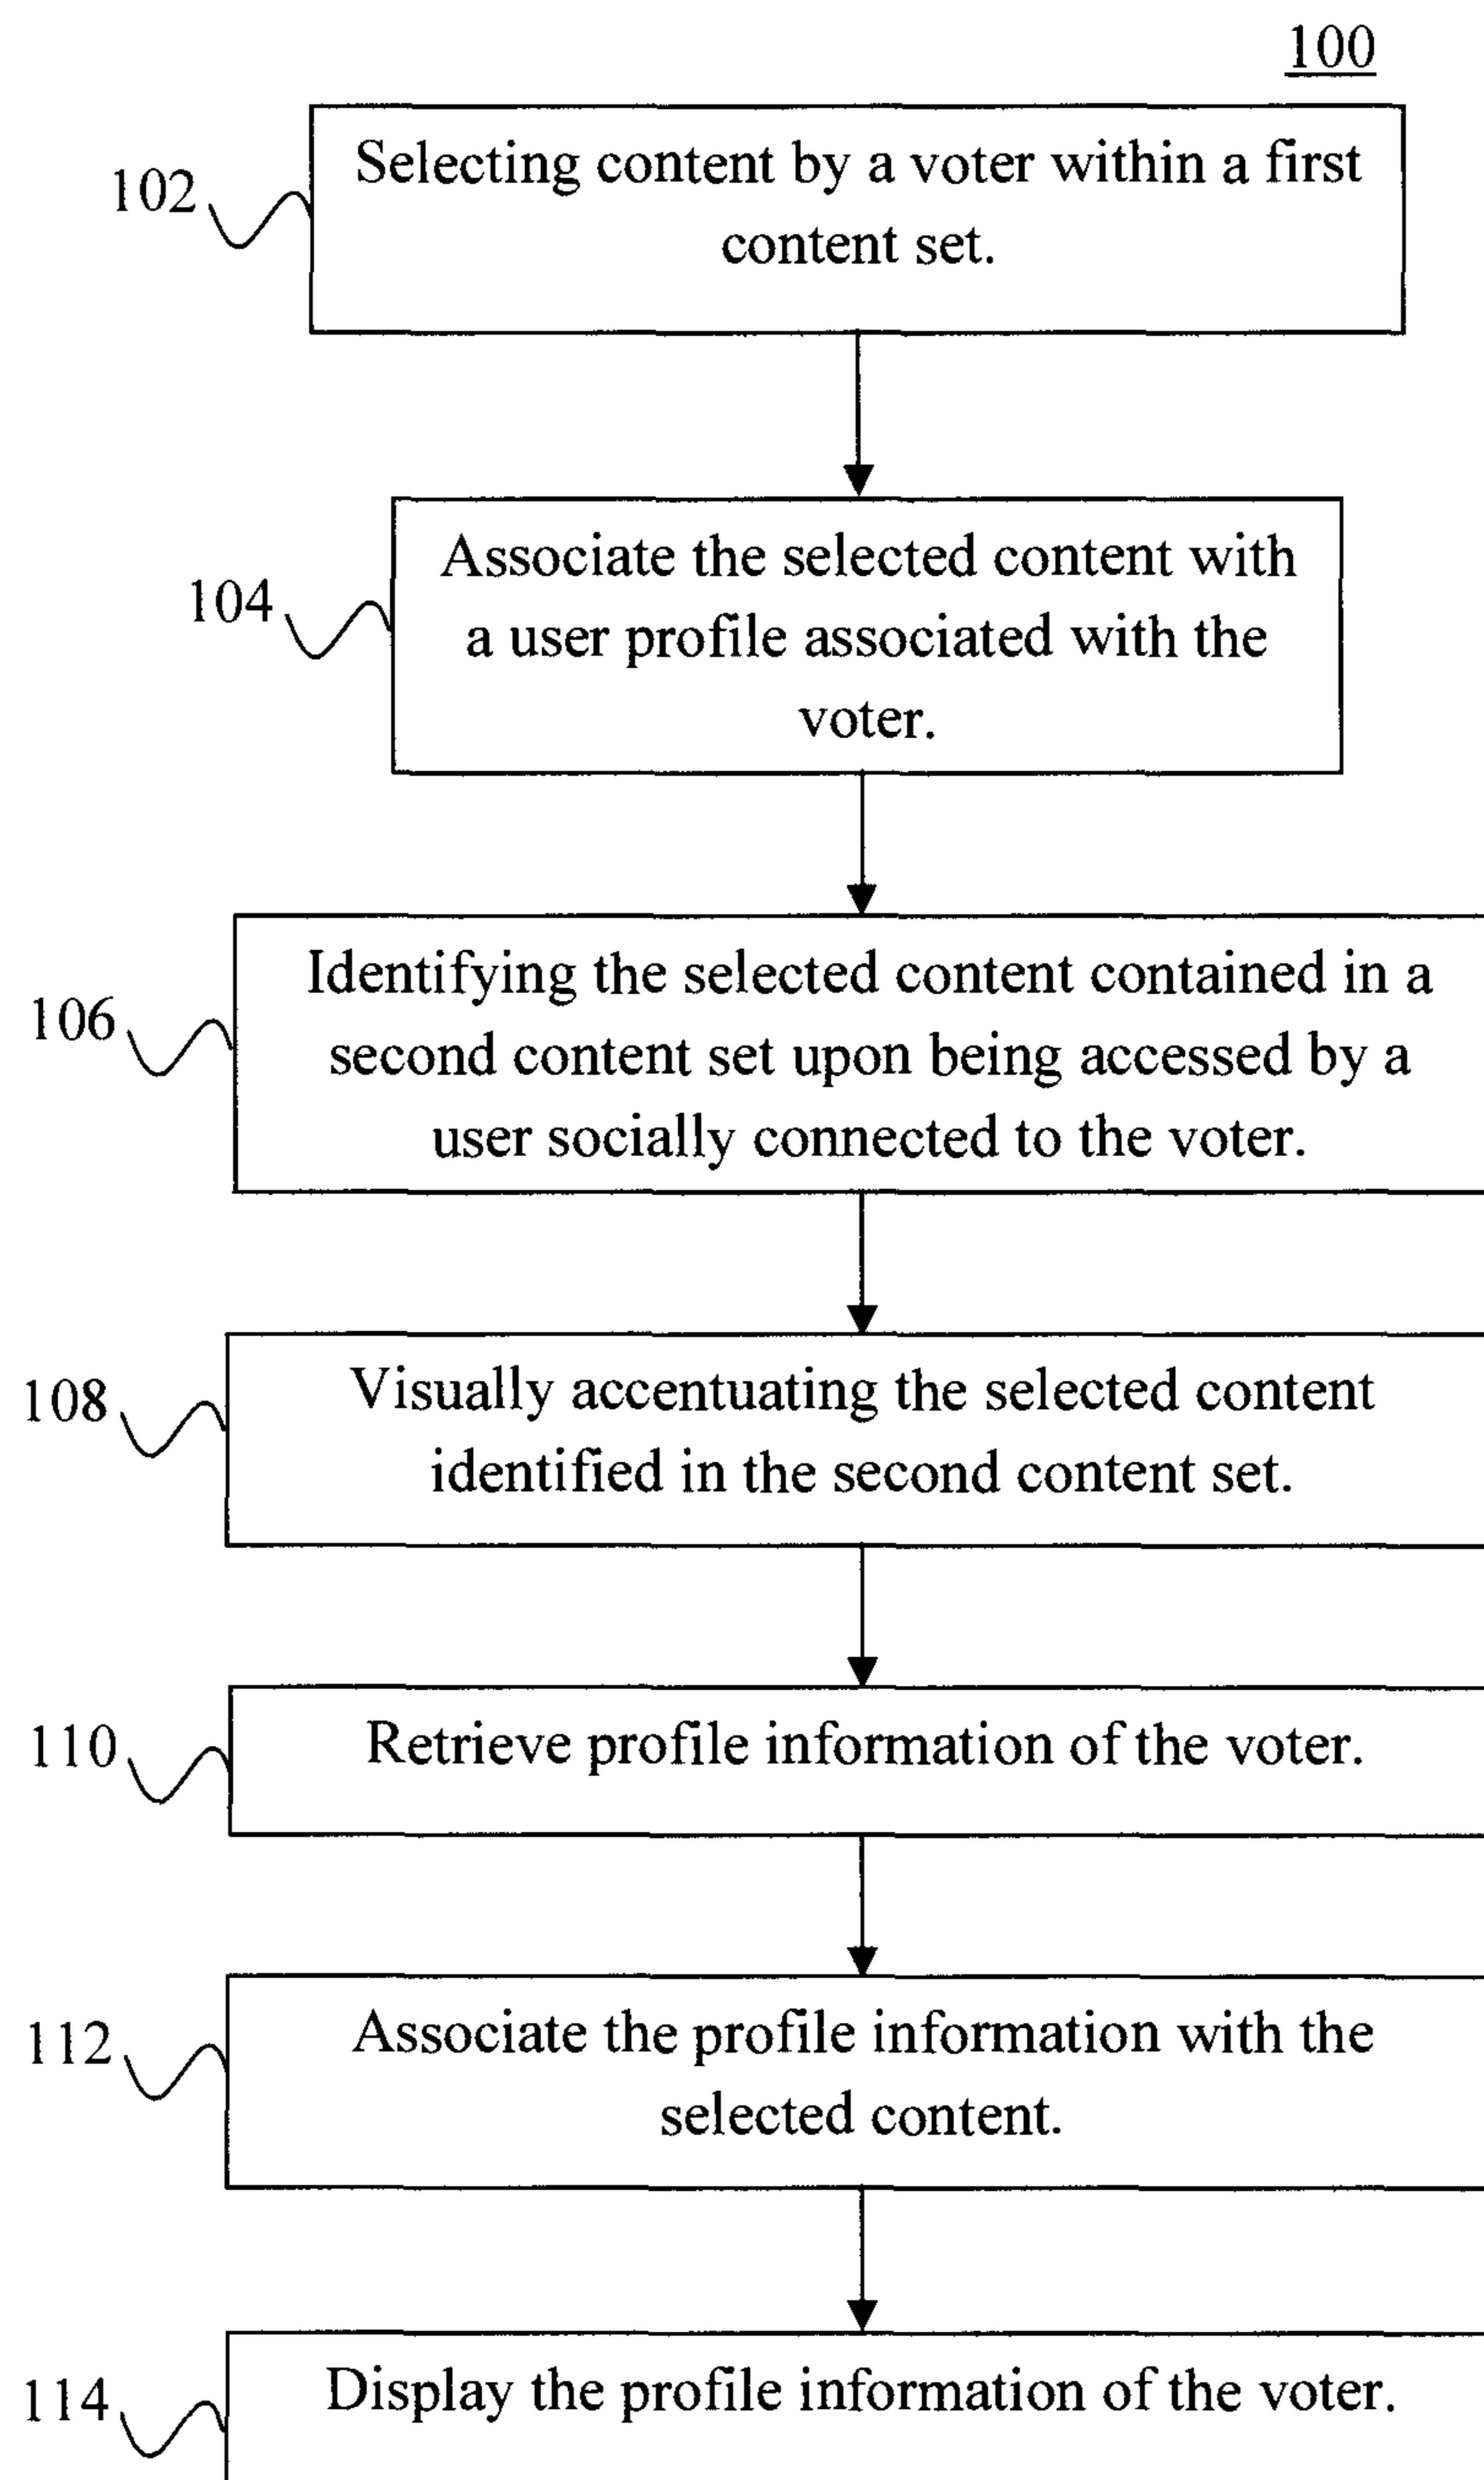 100
102
Selecting content by a voter within a first
content set.
104
Associate the selected content with
a user profile associated with the
voter.
106
Identifying the selected content contained in a
second content set upon being accessed by a
user socially connected to the voter.
108
Visually accentuating the selected content
identified in the second content set.
110
Retrieve profile information of the voter.
112
Associate the profile information with the
selected content.
114
Display the profile information of the voter.